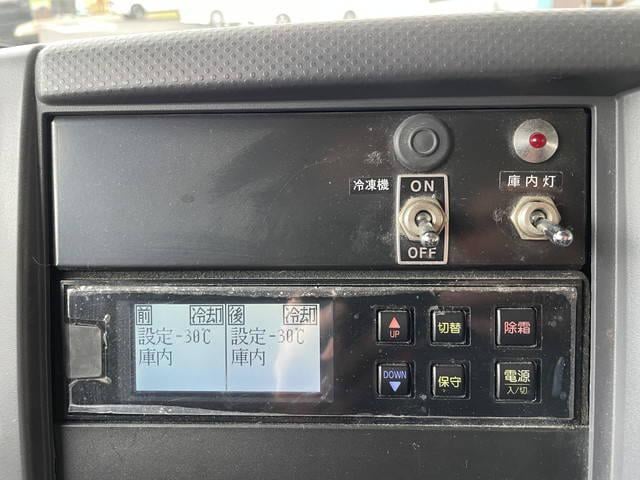 冷凍機
ON
OFF
庫内灯
前 冷却 後 冷却
設定-30℃ 設定-30℃
庫内 庫内
UP
切替
除霜
DOWN
保守
電源
入/切